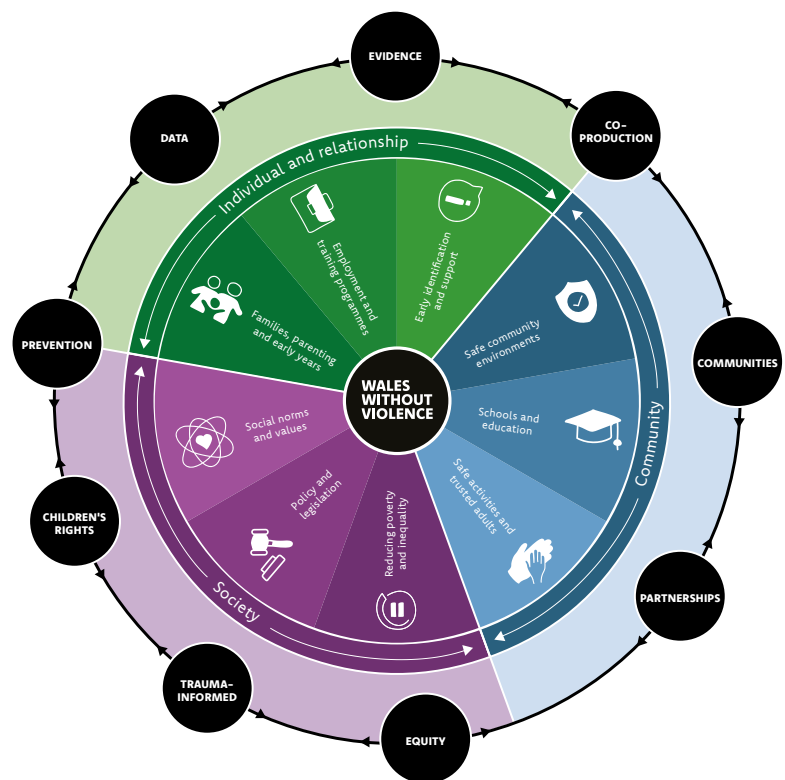 EVIDENCE
CO-
PRODUCTION
COMMUNITIES
PARTNERSHIPS
EQUITY
TRAUMA-
INFORMED
CHILDREN'S
RIGHTS
PREVENTION
DATA
Individual and relationship
Community
Society
Early identification
and support
Safe community
environments
Schools and
education
Safe activities and
trusted adults
Reducing poverty
and inequality
Policy and
legislation
Social norms
and values
Families, parenting
and early years
Employment and
training programmes
WALES
WITHOUT
VIOLENCE